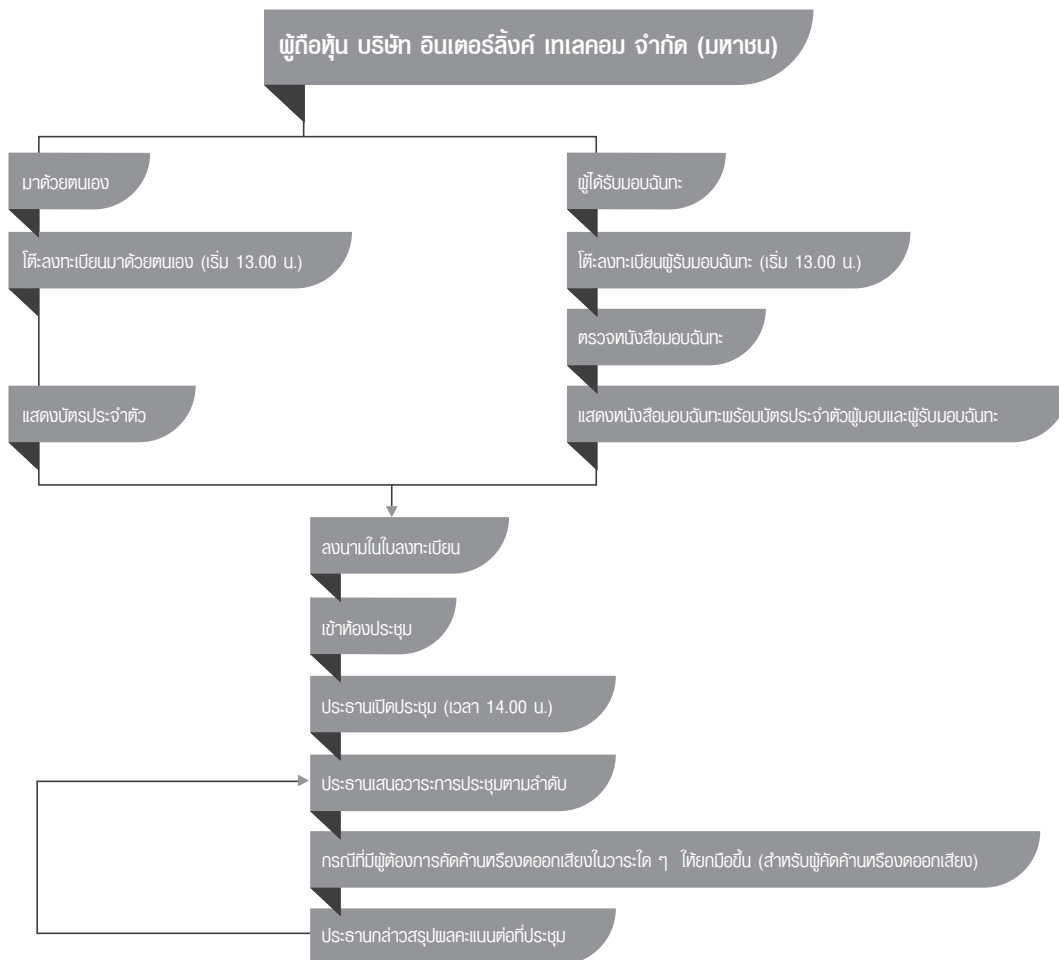 ผู้ถือหุ้น บริษัท อินเตอร์ลิ้งค์ เทเลคอม จำกัด (มหาชน)
มาด้วยตนเอง
โต๊ะลงทะเบียนมาด้วยตนเอง (เริ่ม 13.00 น.)
แสดงบัตรประจำตัว
ผู้ได้รับมอบฉันทะ
โต๊ะลงทะเบียนผู้รับมอบฉันทะ (เริ่ม 13.00 น.)
ตรวจหนังสือมอบฉันทะ
แสดงหนังสือมอบฉันทะพร้อมบัตรประจำตัวผู้มอบและผู้รับมอบฉันทะ
ลงนามในใบลงทะเบียน
เข้าห้องประชุม
ประธานเปิดประชุม (เวลา 14.00 น.)
ประธานเสนอวาระการประชุมตามลำดับ
กรณีที่มีผู้ต้องการคัดค้านหรืองดออกเสียงในวาระใด ๆ ให้ยกมือขึ้น (สำหรับผู้คัดค้านหรืองดออกเสียง)
ประธานกล่าวสรุปผลคะแนนต่อที่ประชุม